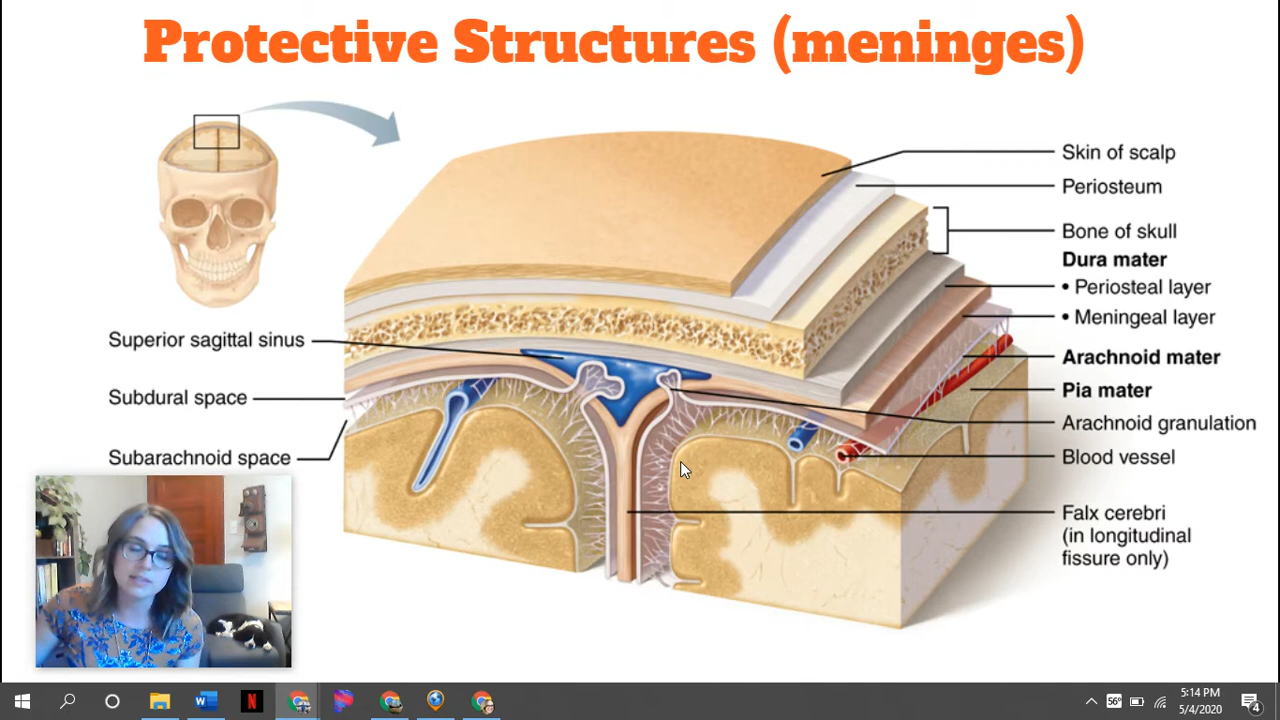 Protective Structures (meninges)
Skin of scalp
Periosteum
Bone of skull
Dura mater
• Periosteal layer
• Meningeal layer
Arachnoid mater
Pia mater
Arachnoid granulation
Blood vessel
Falx cerebri
(in longitudinal
fissure only)
Superior sagittal sinus
Subdural space
Subarachnoid space
W
N
56°
5:14 PM
5/4/2020
4